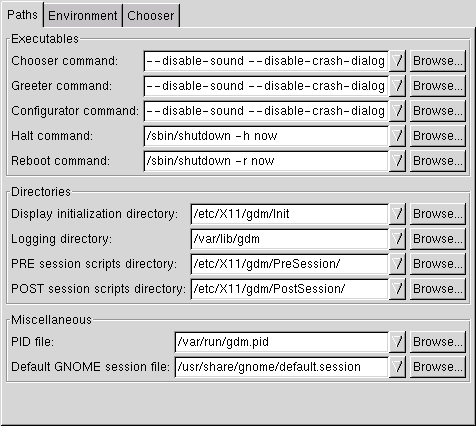 Paths Environment Chooser
Executables
Chooser command: --disable-sound --disable-crash-dialog Browse...
Greeter command: --disable-sound --disable-crash-dialog Browse...
Configurator command: --disable-sound --disable-crash-dialog Browse...
Halt command: /sbin/shutdown -h now Browse...
Reboot command: /sbin/shutdown -r now Browse...
Directories
Display initialization directory: /etc/X11/gdm/Init Browse...
Logging directory: /var/lib/gdm Browse...
PRE session scripts directory: /etc/X11/gdm/PreSession/ Browse...
POST session scripts directory: /etc/X11/gdm/PostSession/ Browse...
Miscellaneous
PID file: /var/run/gdm.pid Browse...
Default GNOME session file: /usr/share/gnome/default.session Browse...